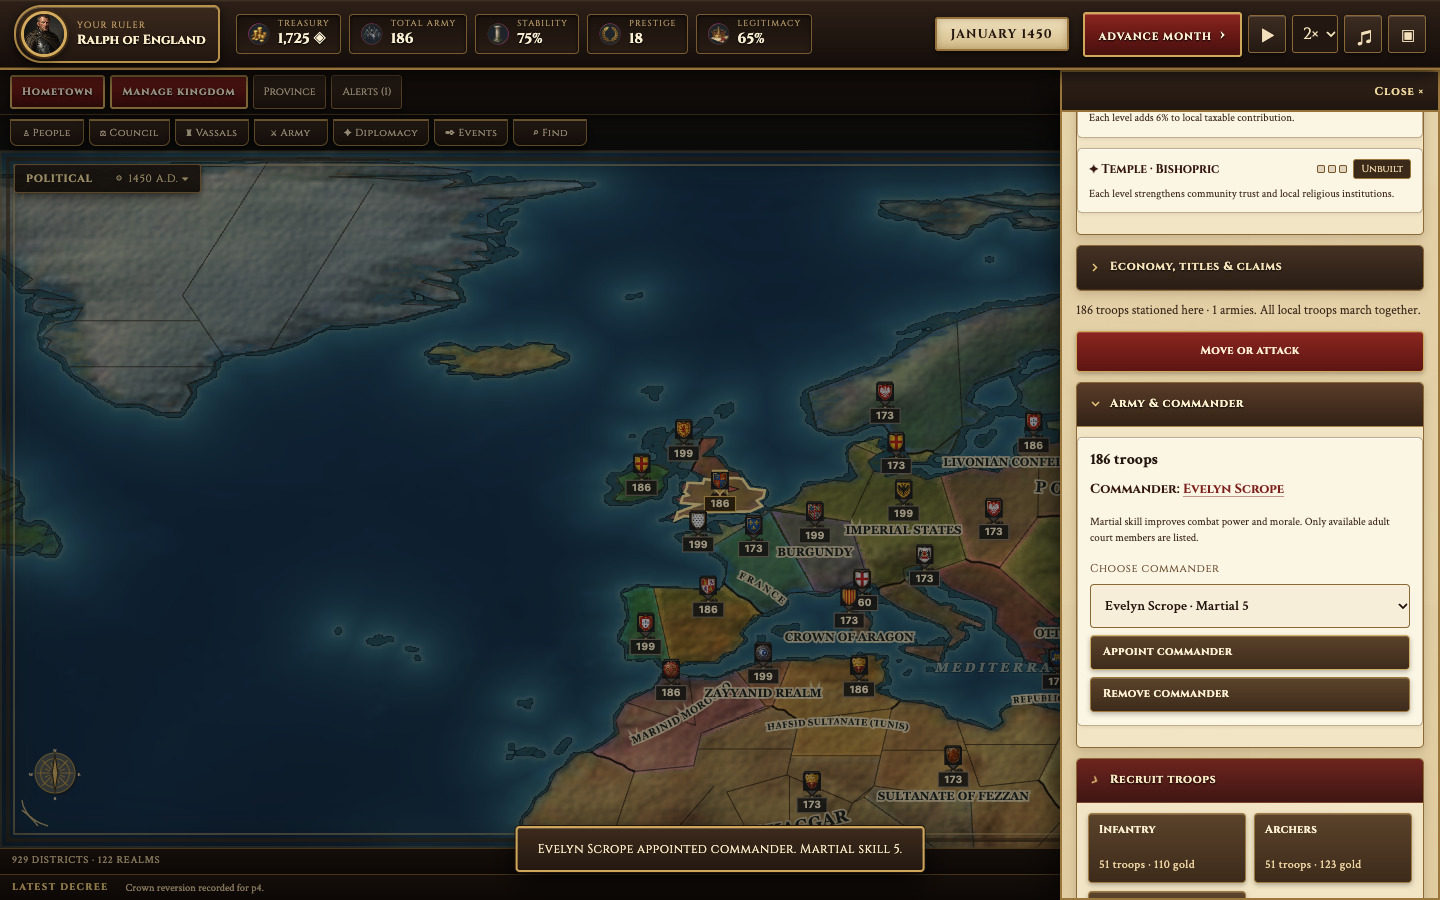 YOUR RULER
RALPH OF ENGLAND
TREASURY
1,725 ◈
TOTAL ARMY
186
STABILITY
75%
PRESTIGE
18
LEGITIMACY
65%
JANUARY 1450
ADVANCE MONTH ›
2×
HOMETOWN
MANAGE KINGDOM
PROVINCE
ALERTS (1)
PEOPLE
COUNCIL
VASSALS
ARMY
DIPLOMACY
EVENTS
FIND
CLOSE ×
POLITICAL
1450 A.D.
Each level adds 6% to local taxable contribution.
✦ TEMPLE · BISHOPRIC
UNBUILT
Each level strengthens community trust and local religious institutions.
› ECONOMY, TITLES & CLAIMS
186 troops stationed here · 1 armies. All local troops march together.
MOVE OR ATTACK
ARMY & COMMANDER
186 troops
COMMANDER: EVELYN SCROPE
Martial skill improves combat power and morale. Only available adult
court members are listed.
CHOOSE COMMANDER
Evelyn Scrope · Martial 5
APPOINT COMMANDER
REMOVE COMMANDER
RECRUIT TROOPS
INFANTRY
51 troops · 110 gold
ARCHERS
51 troops · 123 gold
173
199
186
173
186
LIVONIAN CONFE
186
186
199
199
173
199
173
173
IMPERIAL STATES
BURGUNDY
173
FRANCE
60
186
173
199
CROWN OF ARAGON
MEDITERRA
186
199
186
ZAYYANID REALM
MARINID MORO
HAFSID SULTANATE (TUNIS)
173
173
SULTANATE OF FEZZAN
EVELYN SCROPE APPOINTED COMMANDER. MARTIAL SKILL 5.
929 DISTRICTS · 122 REALMS
LATEST DECREE
Crown reversion recorded for p4.